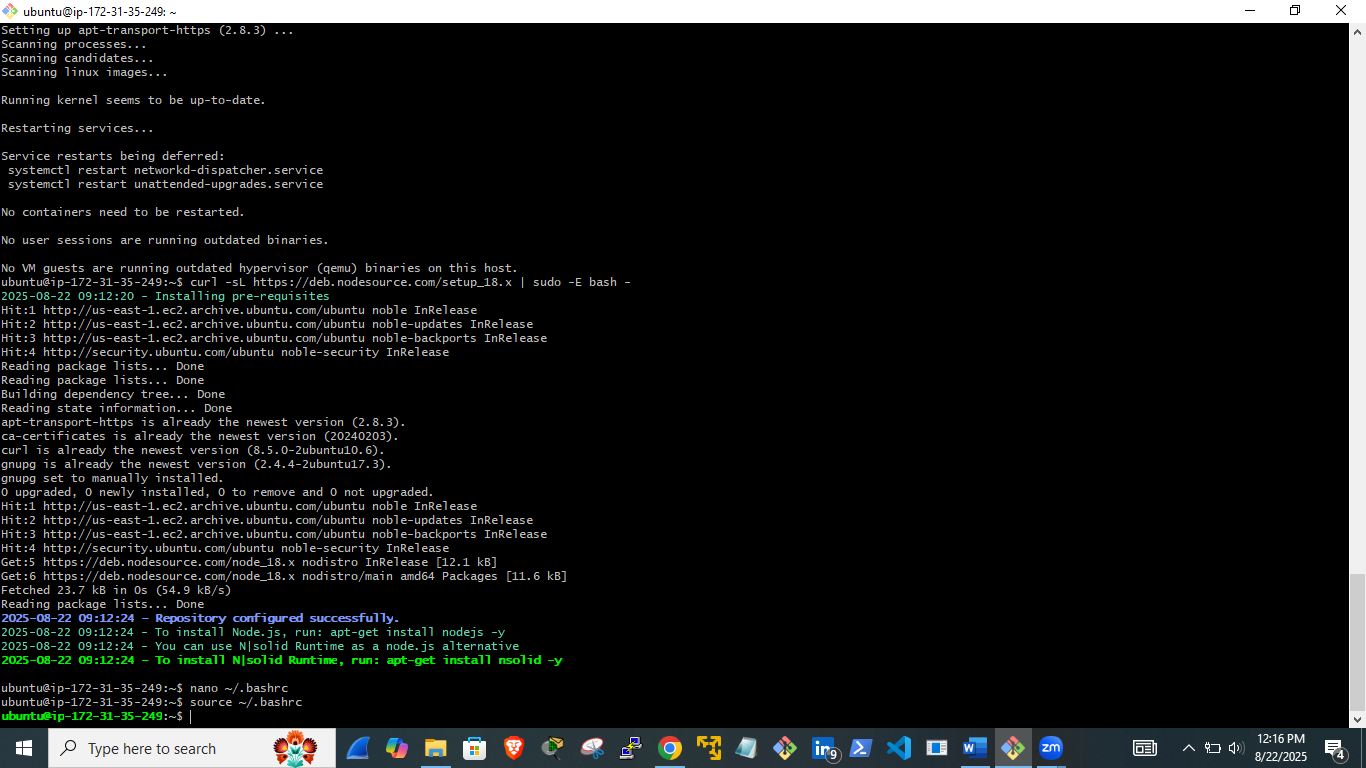 ubuntu@ip-172-31-35-249: ~
Setting up apt-transport-https (2.8.3) ...
Scanning processes...
Scanning candidates...
Scanning linux images...
Running kernel seems to be up-to-date.
Restarting services...
Service restarts being deferred:
 systemctl restart networkd-dispatcher.service
 systemctl restart unattended-upgrades.service
No containers need to be restarted.
No user sessions are running outdated binaries.
No VM guests are running outdated hypervisor (qemu) binaries on this host.
ubuntu@ip-172-31-35-249:~$ curl -sL https://deb.nodesource.com/setup_18.x | sudo -E bash -
2025-08-22 09:12:20 - Installing pre-requisites
Hit:1 http://us-east-1.ec2.archive.ubuntu.com/ubuntu noble InRelease
Hit:2 http://us-east-1.ec2.archive.ubuntu.com/ubuntu noble-updates InRelease
Hit:3 http://us-east-1.ec2.archive.ubuntu.com/ubuntu noble-backports InRelease
Hit:4 http://security.ubuntu.com/ubuntu noble-security InRelease
Reading package lists... Done
Reading package lists... Done
Building dependency tree... Done
Reading state information... Done
apt-transport-https is already the newest version (2.8.3).
ca-certificates is already the newest version (20240203).
curl is already the newest version (8.5.0-2ubuntu10.6).
gnupg is already the newest version (2.4.4-2ubuntu17.3).
gnupg set to manually installed.
0 upgraded, 0 newly installed, 0 to remove and 0 not upgraded.
Hit:1 http://us-east-1.ec2.archive.ubuntu.com/ubuntu noble InRelease
Hit:2 http://us-east-1.ec2.archive.ubuntu.com/ubuntu noble-updates InRelease
Hit:3 http://us-east-1.ec2.archive.ubuntu.com/ubuntu noble-backports InRelease
Hit:4 http://security.ubuntu.com/ubuntu noble-security InRelease
Get:5 https://deb.nodesource.com/node_18.x nodistro InRelease [12.1 kB]
Get:6 https://deb.nodesource.com/node_18.x nodistro/main amd64 Packages [11.6 kB]
Fetched 23.7 kB in 0s (54.9 kB/s)
Reading package lists... Done
2025-08-22 09:12:24 - Repository configured successfully.
2025-08-22 09:12:24 - To install Node.js, run: apt-get install nodejs -y
2025-08-22 09:12:24 - You can use N|solid Runtime as a node.js alternative
2025-08-22 09:12:24 - To install N|solid Runtime, run: apt-get install nsolid -y
ubuntu@ip-172-31-35-249:~$ nano ~/.bashrc
ubuntu@ip-172-31-35-249:~$ source ~/.bashrc
ubuntu@ip-172-31-35-249:~$
Type here to search
in
9
W
zm
12:16 PM
8/22/2025
4